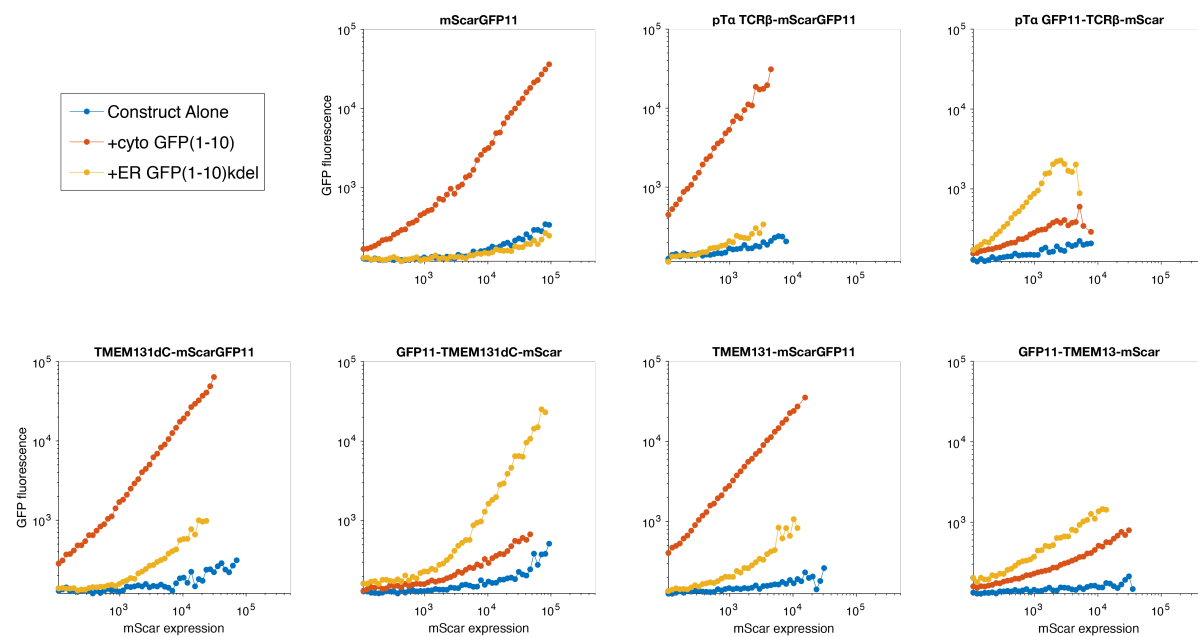 mScarGFP11
pTα TCRβ-mScarGFP11
pTα GFP11-TCRβ-mScar
Construct Alone
+cyto GFP(1-10)
+ER GFP(1-10)kdel
GFP fluorescence
10^5
10^4
10^3
10^3 10^4 10^5
10^5
10^4
10^3
10^3 10^4 10^5
10^5
10^4
10^3
10^3 10^4 10^5
TMEM131dC-mScarGFP11
GFP11-TMEM131dC-mScar
TMEM131-mScarGFP11
GFP11-TMEM13-mScar
GFP fluorescence
10^5
10^4
10^3
10^3 10^4 10^5
mScar expression
10^5
10^4
10^3
10^3 10^4 10^5
mScar expression
10^5
10^4
10^3
10^3 10^4 10^5
mScar expression
10^5
10^4
10^3
10^3 10^4 10^5
mScar expression